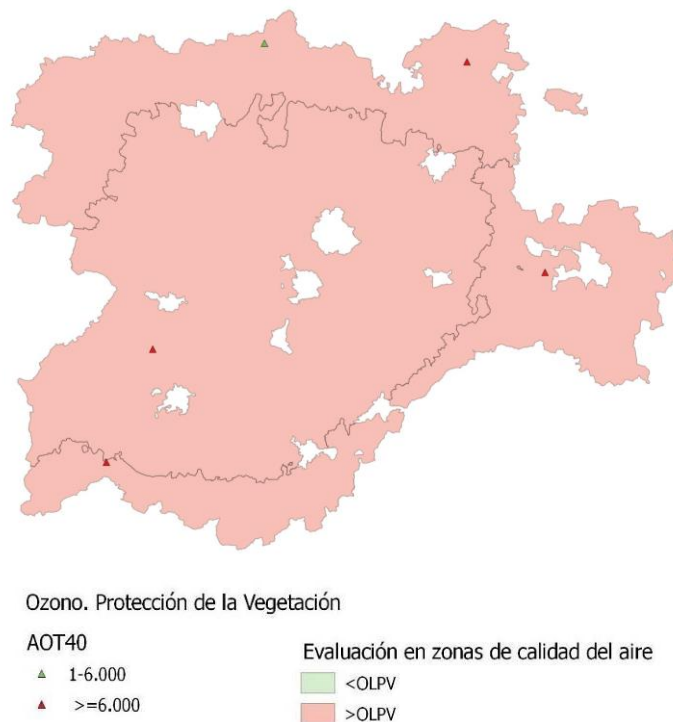 Ozono. Protección de la Vegetación
AOT40
1-6.000
>=6.000
Evaluación en zonas de calidad del aire
<OLPV
>OLPV